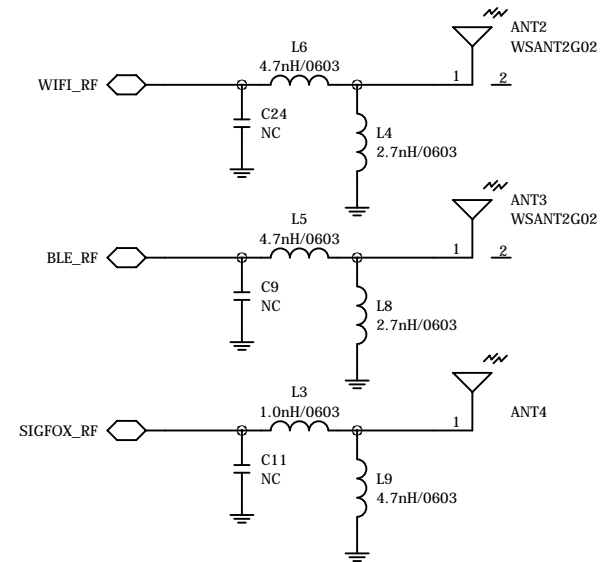 ANT2
WSANT2G02
L6
4.7nH/0603
WIFI_RF
1
2
C24
NC
L4
2.7nH/0603
ANT3
WSANT2G02
L5
4.7nH/0603
BLE_RF
1
2
C9
NC
L8
2.7nH/0603
L3
1.0nH/0603
ANT4
SIGFOX_RF
1
C11
NC
L9
4.7nH/0603